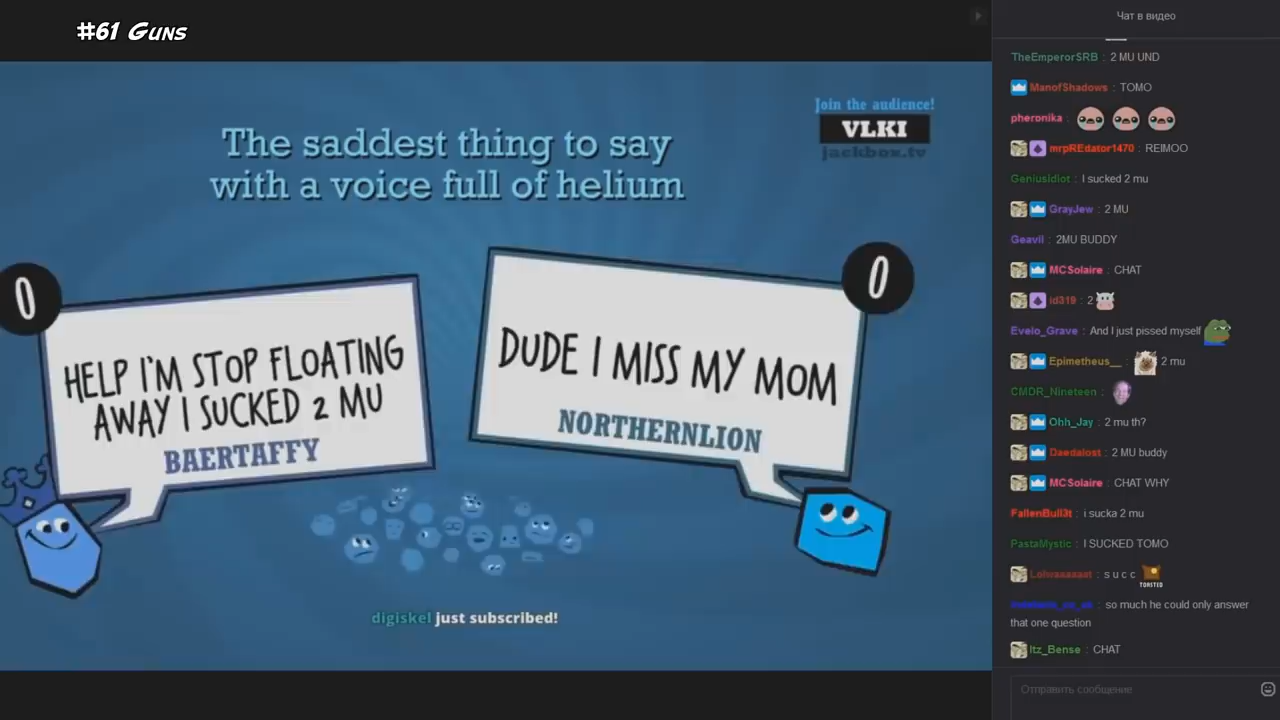 #61 Guns
Join the audience!
VLKI
jackbox.tv
The saddest thing to say
with a voice full of helium
0
HELP I'M STOP FLOATING
AWAY I SUCKED 2 MU
BAERTAFFY
0
DUDE I MISS MY MOM
NORTHERNLION
digiskel just subscribed!
Чат в видео
TheEmperorSRB : 2 MU UND
ManofShadows : TOMO
pheronika :
mrpREdator1470 : REIMOO
Geniusidiot : I sucked 2 mu
GrayJew : 2 MU
Geavil : 2MU BUDDY
MCSolaire : CHAT
id319 : 2
Evelo_Grave : And I just pissed myself
Epimetheus__ : 2 mu
CMDR_Nineteen :
Ohh_Jay : 2 mu th?
Daedalost : 2 MU buddy
MCSolaire : CHAT WHY
FallenBull3t : i sucka 2 mu
PastaMystic : I SUCKED TOMO
Lohraaaaaat : s u c c
TOASTED
: so much he could only answer
that one question
Itz_Bense : CHAT
Отправить сообщение